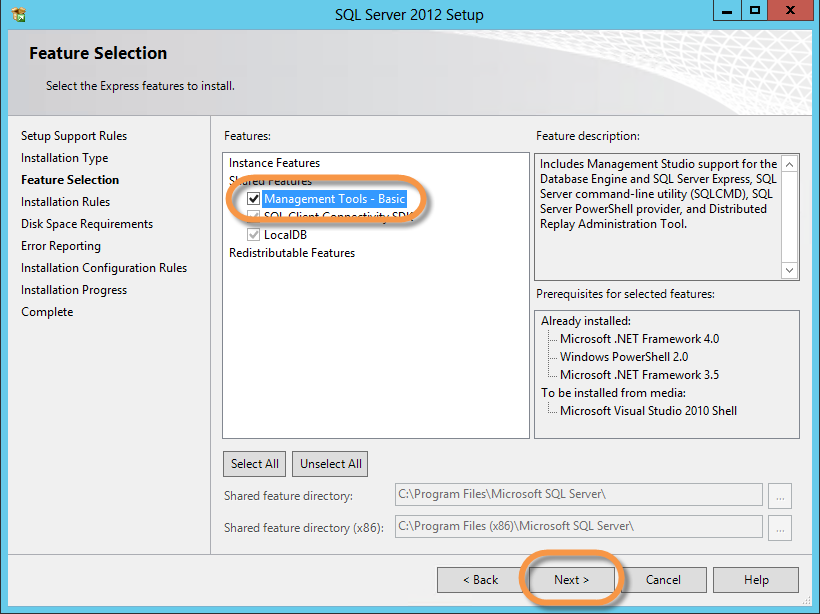 SQL Server 2012 Setup
Feature Selection
Select the Express features to install.
Setup Support Rules
Installation Type
Feature Selection
Installation Rules
Disk Space Requirements
Error Reporting
Installation Configuration Rules
Installation Progress
Complete
Features:
Instance Features
Shared Features
Management Tools - Basic
SQL Client Connectivity SDK
LocalDB
Redistributable Features
Select All
Unselect All
Feature description:
Includes Management Studio support for the
Database Engine and SQL Server Express, SQL
Server command-line utility (SQLCMD), SQL
Server PowerShell provider, and Distributed
Replay Administration Tool.
Prerequisites for selected features:
Already installed:
Microsoft .NET Framework 4.0
Windows PowerShell 2.0
Microsoft .NET Framework 3.5
To be installed from media:
Microsoft Visual Studio 2010 Shell
Shared feature directory: C:\Program Files\Microsoft SQL Server\ ...
Shared feature directory (x86): C:\Program Files (x86)\Microsoft SQL Server\ ...
< Back Next > Cancel Help